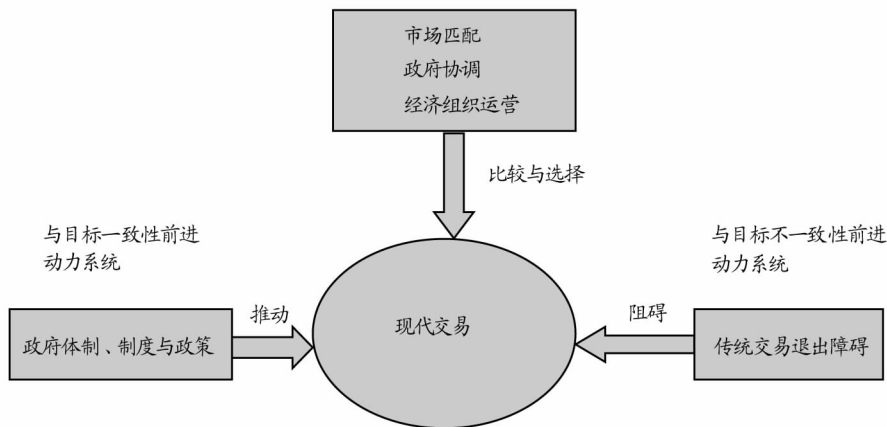 市场匹配
政府协调
经济组织运营
比较与选择
与目标一致性前进
动力系统
与目标不一致性前进
动力系统
推动
阻碍
政府体制、制度与政策
现代交易
传统交易退出障碍